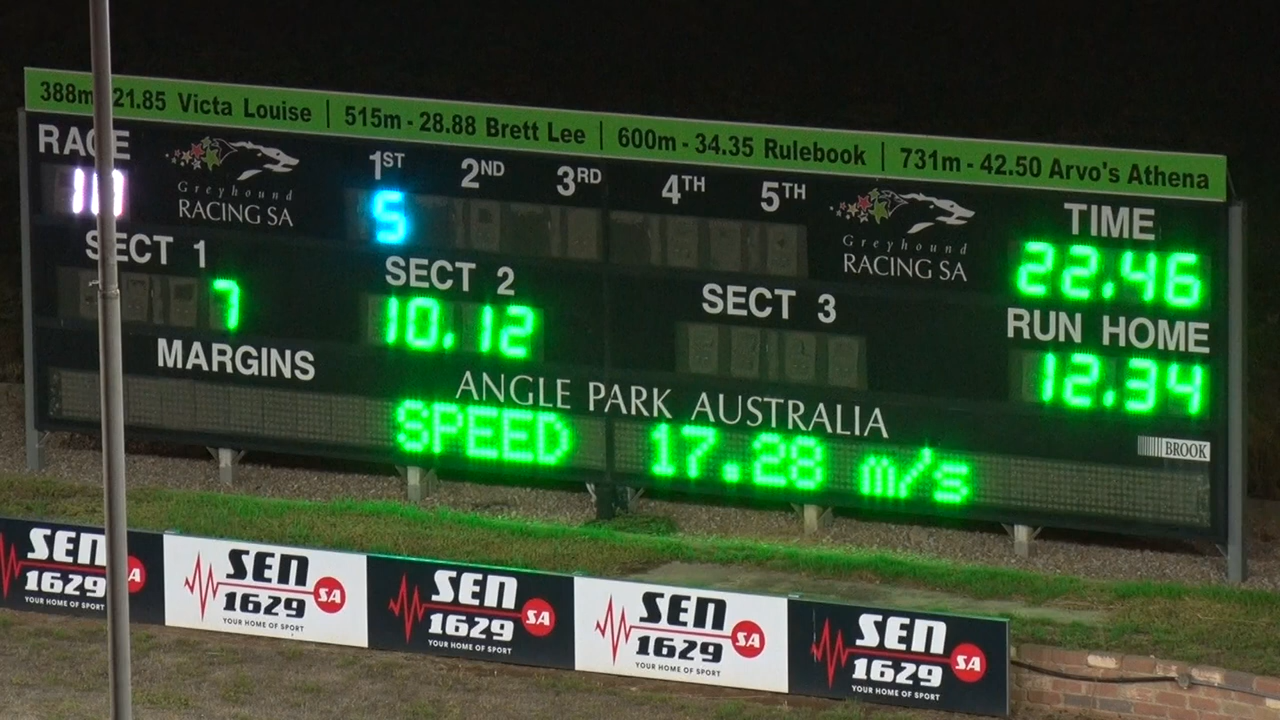 388m 21.85 Victa Louise | 515m - 28.88 Brett Lee | 600m - 34.35 Rulebook | 731m - 42.50 Arvo's Athena
RACE
1ST 2ND 3RD 4TH 5TH
Greyhound
RACING SA
Greyhound
RACING SA
TIME
5
22.46
SECT 1
SECT 2
SECT 3
RUN HOME
7
10.12
12.34
MARGINS
ANGLE PARK AUSTRALIA
BROOK
SPEED 17.28 m/s
SEN
1629
SA
YOUR HOME OF SPORT
SEN
1629
SA
YOUR HOME OF SPORT
SEN
1629
SA
YOUR HOME OF SPORT
SEN
1629
SA
YOUR HOME OF SPORT
SEN
1629
SA
YOUR HOME OF SPORT